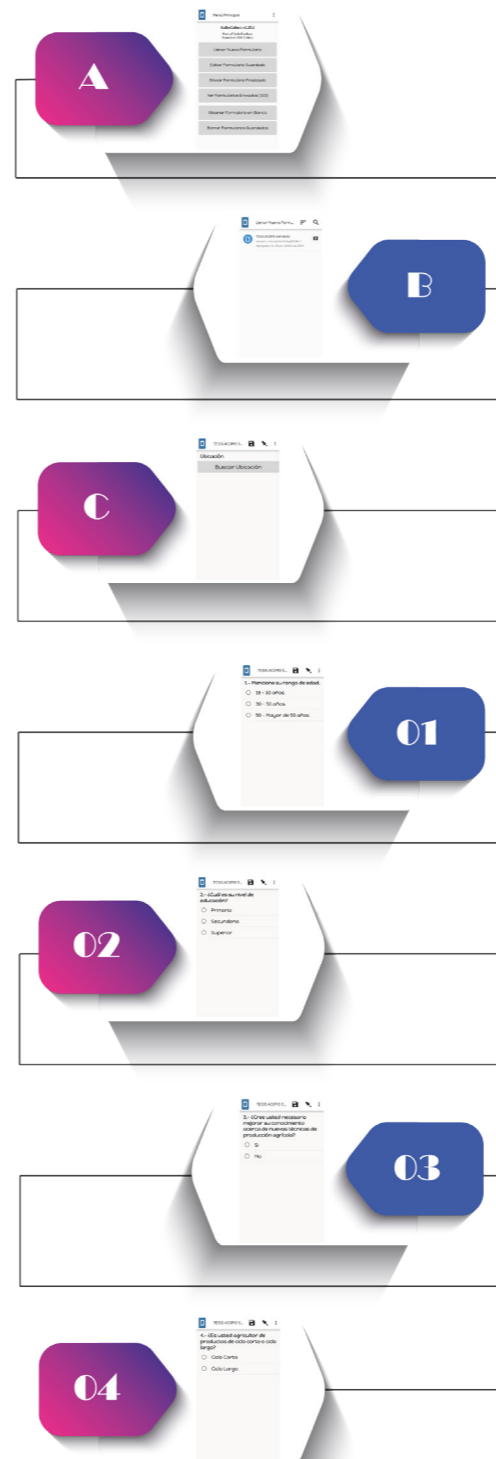 A
Menú Principal
Llenar Nuevo Formulario
Editar Formulario Guardado
Enviar Formulario Finalizado
Ver Formularios Enviados
Obtener Formulario en Blanco
Borrar Formularios Guardados
Llenar Nuevo Form...
B
C
Ubicación
Buscar Ubicación
1.- Mencione su rango de edad.
18 - 30 años
30 - 50 años
50 - Mayor de 50 años
01
02
2.- ¿Cuál es su nivel de
educación?
Primaria
Secundaria
Superior
3.- ¿Cree usted necesario
mejorar su conocimiento
acerca de nuevas técnicas de
producción agrícola?
Si
No
03
04
4.- ¿Es usted agricultor de
productos de ciclo corto o ciclo
largo?
Ciclo Corto
Ciclo Largo